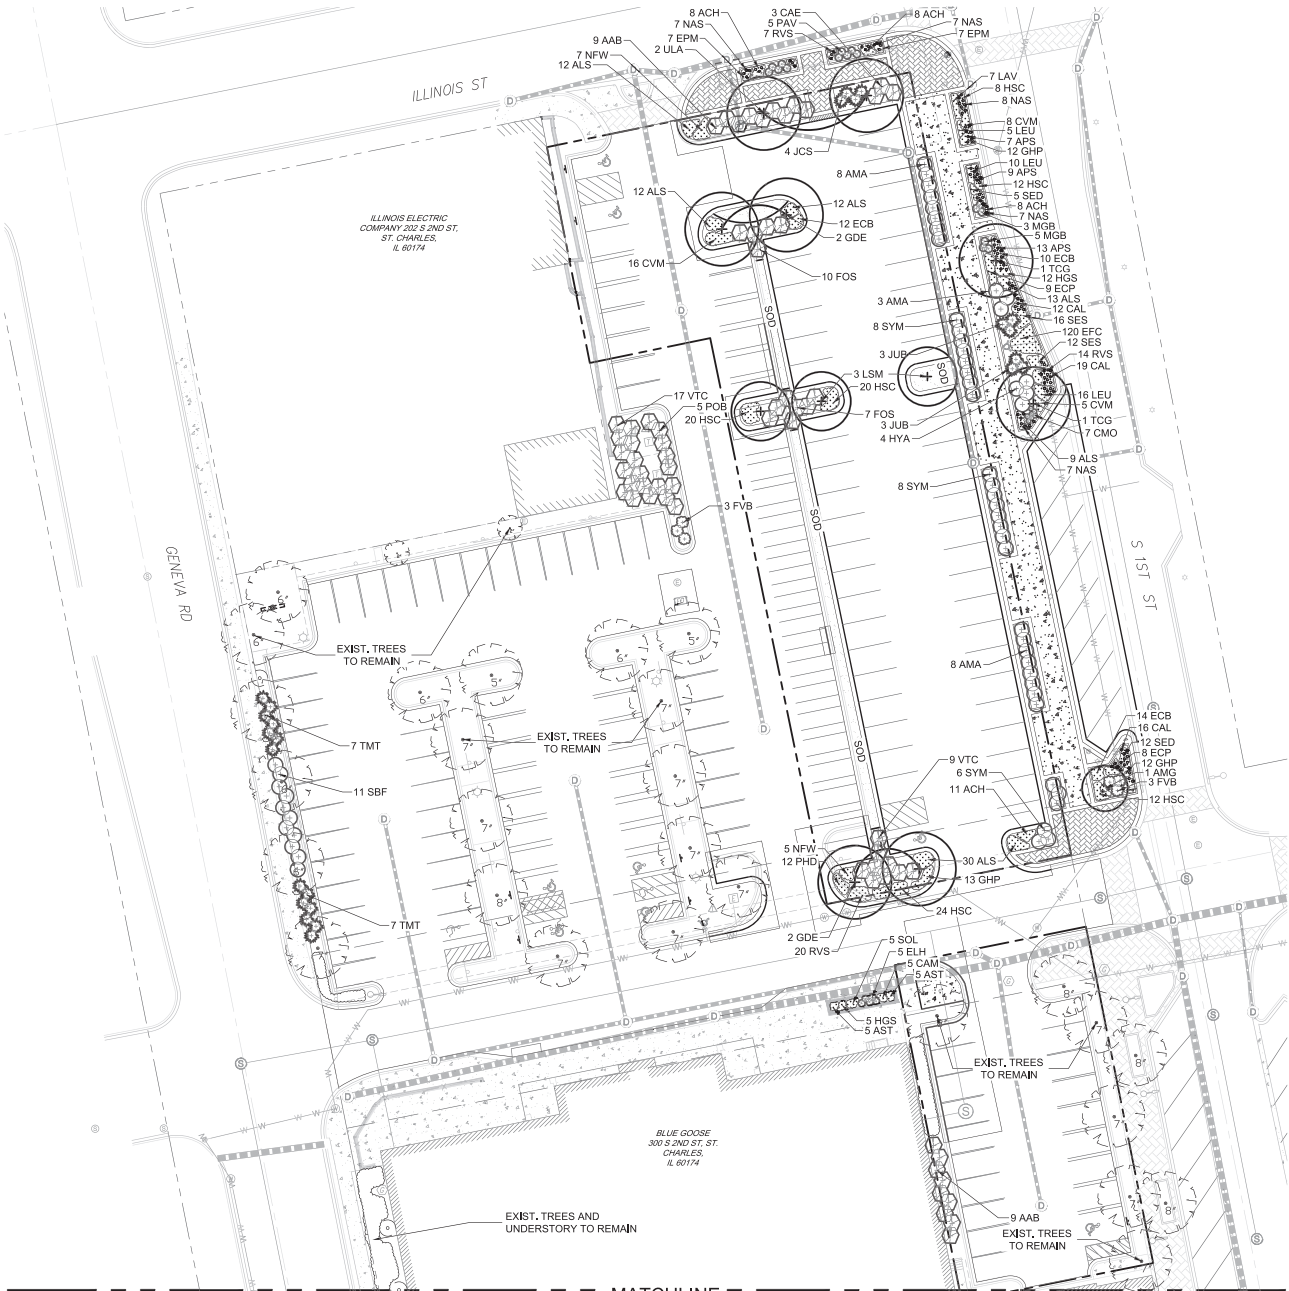 8 ACH
7 NAS
7 EPM
2 ULA
9 AAB
7 NFW
12 ALS
3 CAE
5 PAV
7 RVS
8 ACH
7 NAS
7 EPM
ILLINOIS ST
7 LAV
8 HSC
8 NAS
8 CVM
5 LEU
7 APS
12 GHP
10 LEU
9 APS
12 HSC
5 SED
8 ACH
7 NAS
3 MGB
5 MGB
13 APS
10 ECB
1 TCG
12 HGS
9 ECP
13 ALS
12 CAL
16 SES
120 EFC
12 SES
14 RVS
19 CAL
16 LEU
5 CVM
1 TCG
7 CMO
9 ALS
7 NAS
4 JCS
8 AMA
12 ALS
12 ALS
12 ECB
2 GDE
16 CVM
10 FOS
ILLINOIS ELECTRIC
COMPANY 202 S 2ND ST,
ST. CHARLES,
IL 60174
3 AMA
8 SYM
3 JUB
SOD
SOD
3 LSM
20 HSC
17 VTC
5 POB
20 HSC
7 FOS
3 JUB
4 HYA
8 SYM
3 FVB
SOD
GENEVA RD
S 1ST ST
EXIST. TREES
TO REMAIN
8 AMA
EXIST. TREES
TO REMAIN
7 TMT
11 SBF
7 TMT
SOD
14 ECB
16 CAL
12 SED
8 ECP
12 GHP
1 AMG
3 FVB
12 HSC
9 VTC
6 SYM
11 ACH
5 NFW
12 PHD
30 ALS
13 GHP
24 HSC
2 GDE
20 RVS
5 SOL
5 ELH
5 CAM
5 AST
5 HGS
5 AST
EXIST. TREES
TO REMAIN
BLUE GOOSE
300 S 2ND ST, ST.
CHARLES,
IL 60174
EXIST. TREES AND
UNDERSTORY TO REMAIN
9 AAB
EXIST. TREES
TO REMAIN
MATCHLINE